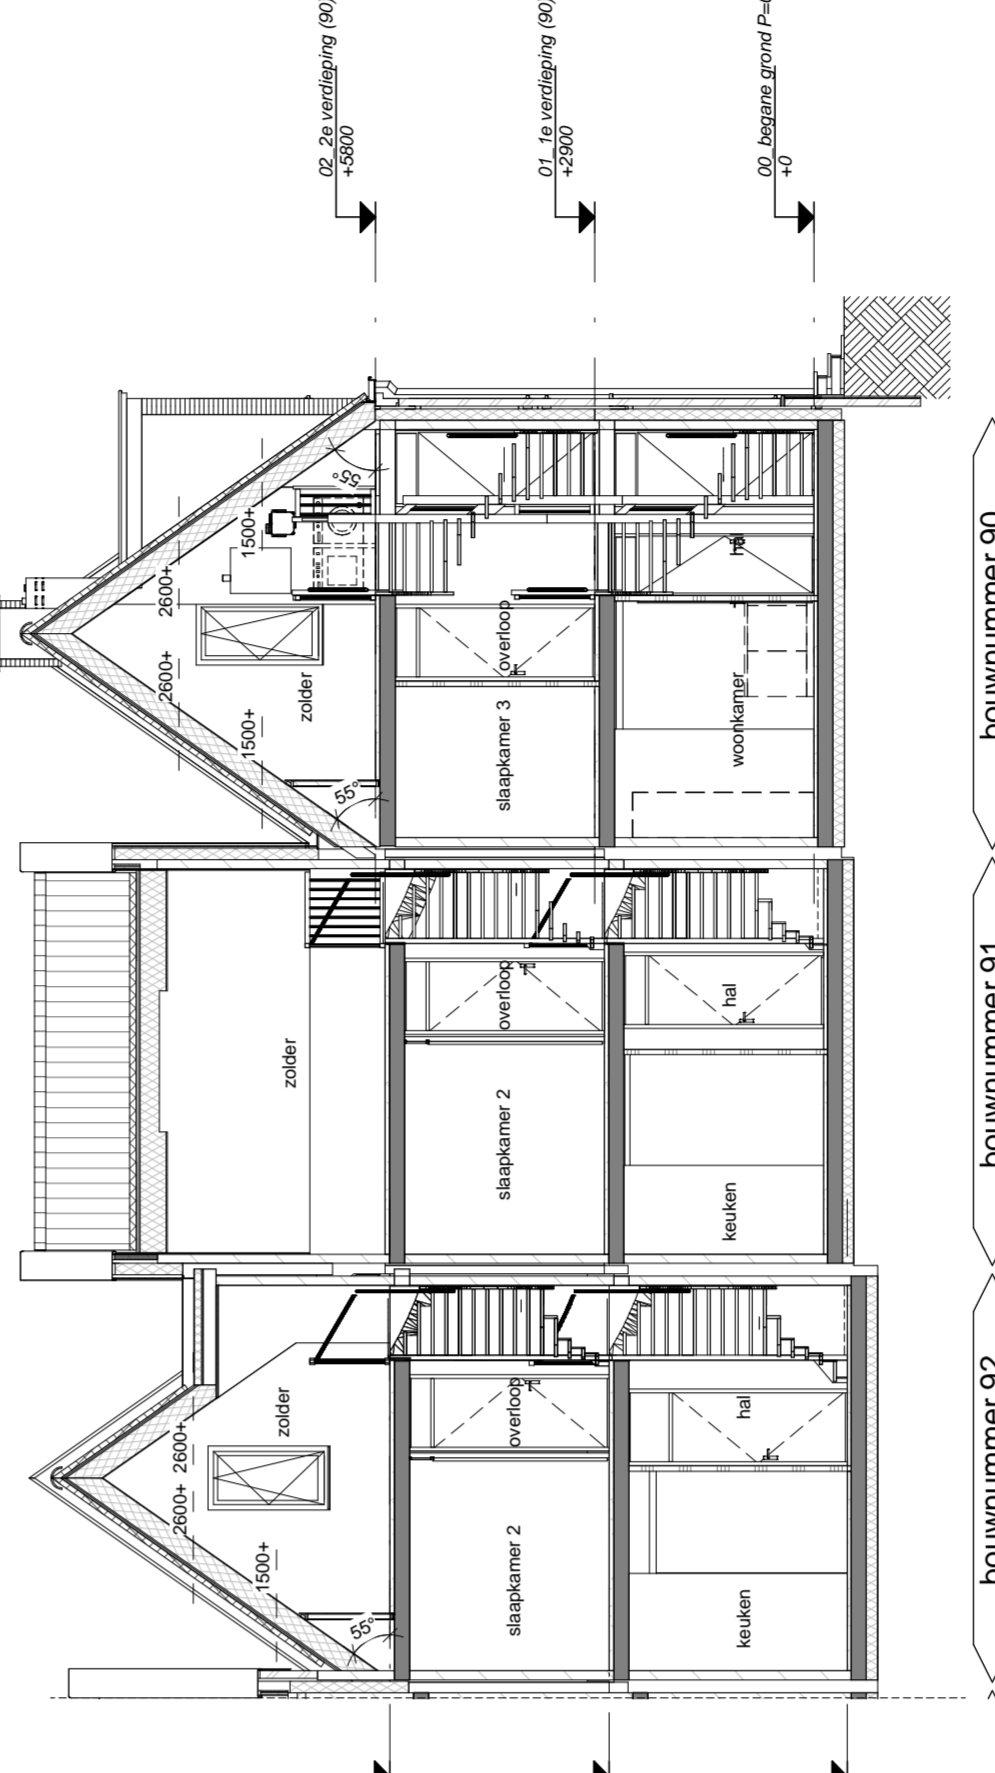 02_2e verdieping (90)
+5800
01_1e verdieping (90)
+2900
00_begane grond P=0
+0
55°
1500+
2600+
2600+
1500+
55°
zolder
overloop
slaapkamer 3
hal
woonkamer
bouwnummer 90
zolder
overloop
slaapkamer 2
hal
keuken
bouwnummer 91
2600+
2600+
1500+
55°
zolder
overloop
slaapkamer 2
hal
keuken
bouwnummer 92